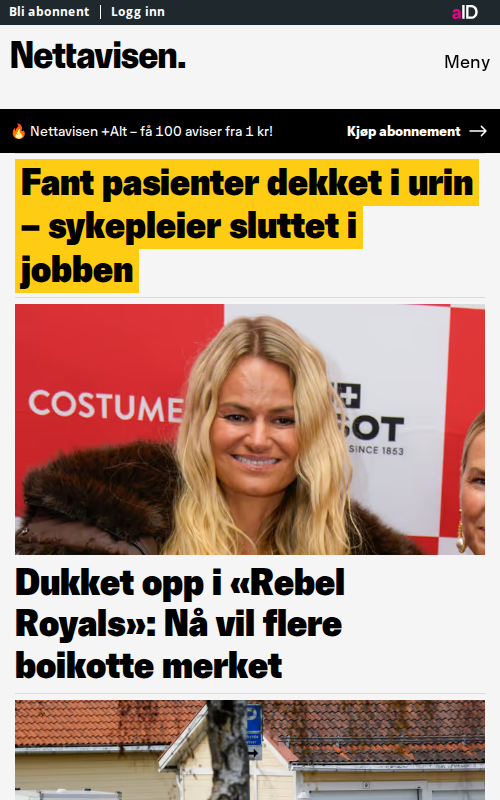 Bli abonnent | Logg inn
aID
Nettavisen.
Meny
🔥 Nettavisen +Alt – få 100 aviser fra 1 kr!
Kjøp abonnement →
Fant pasienter dekket i urin
– sykepleier sluttet i
jobben
COSTUME
SOT
SINCE 1853
Dukket opp i «Rebel
Royals»: Nå vil flere
boikotte merket